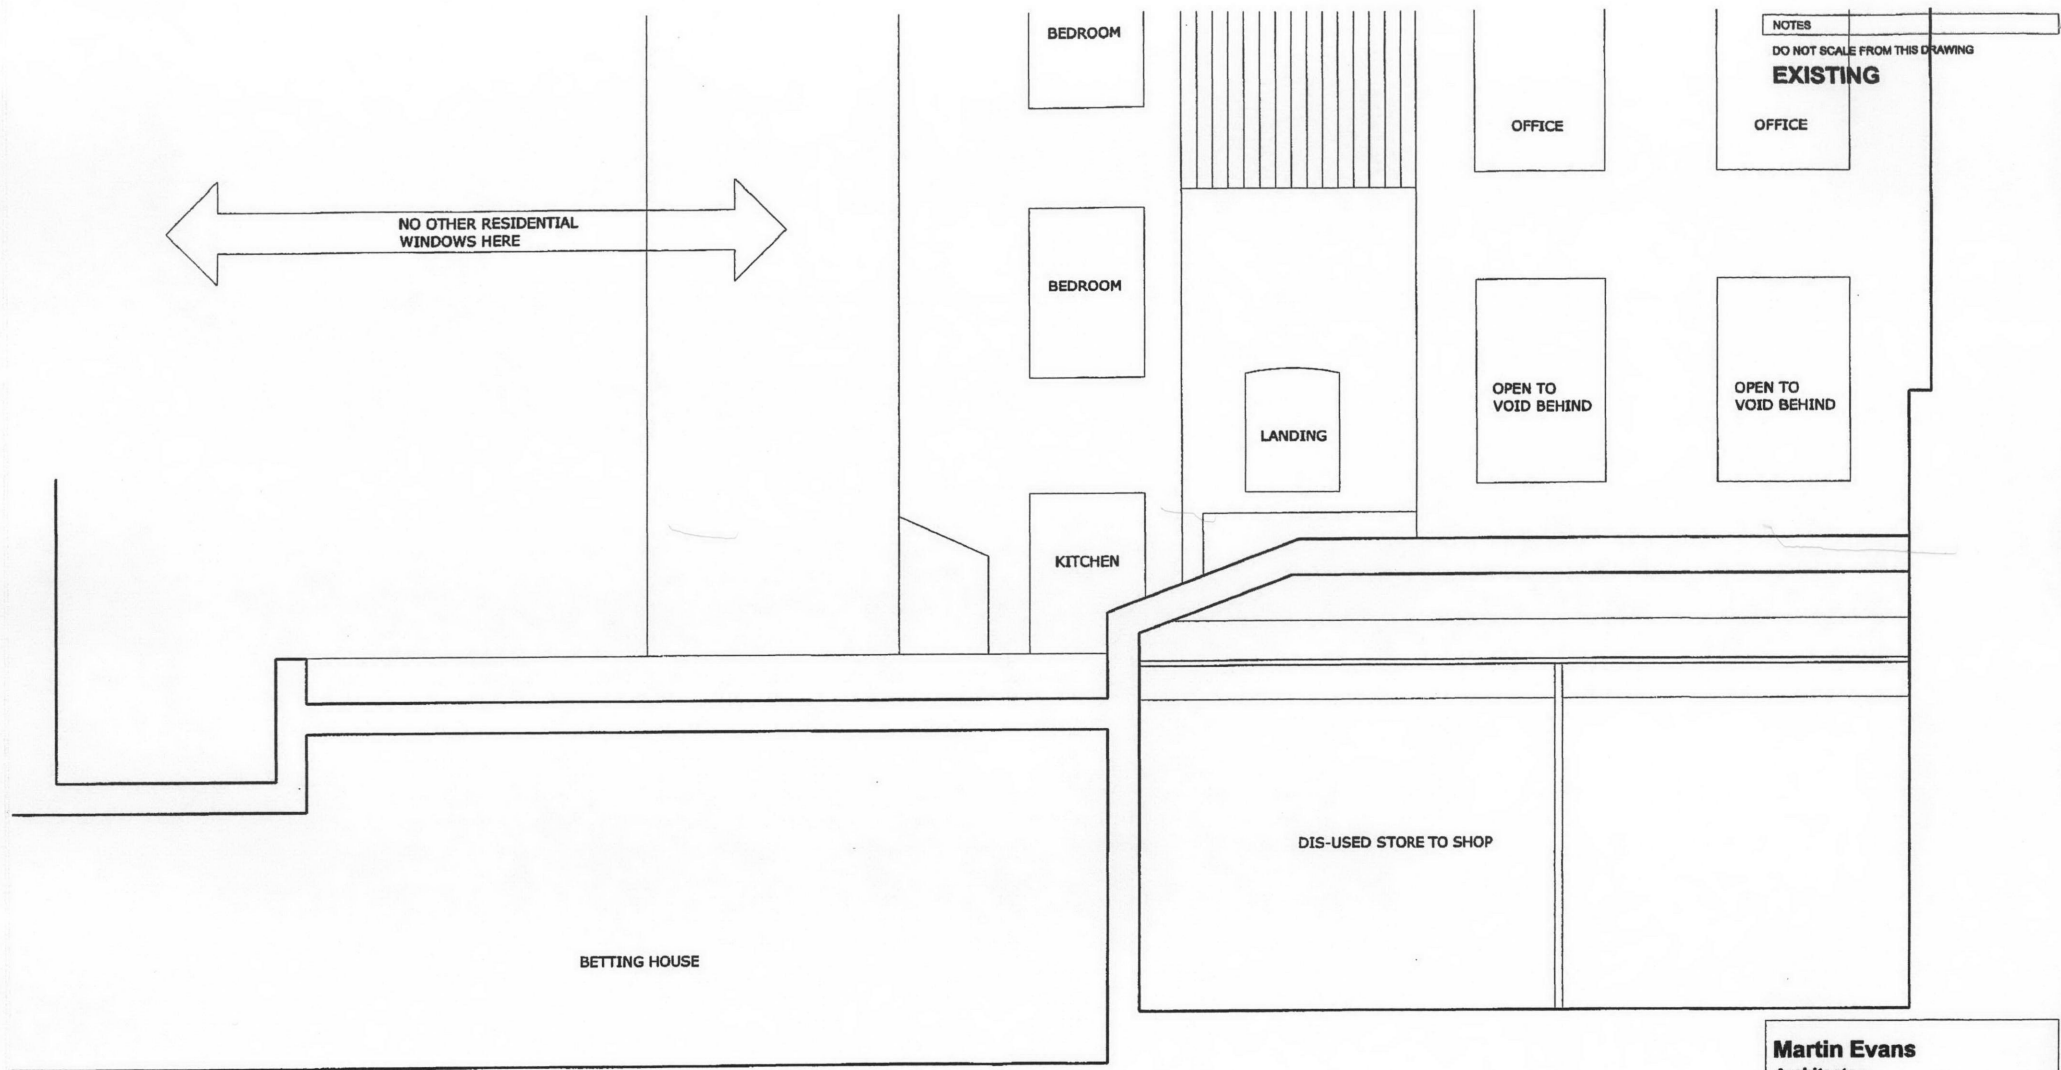 NOTES
DO NOT SCALE FROM THIS DRAWING
EXISTING
BEDROOM
OFFICE
OFFICE
NO OTHER RESIDENTIAL
WINDOWS HERE
BEDROOM
OPEN TO
VOID BEHIND
OPEN TO
VOID BEHIND
LANDING
KITCHEN
DIS-USED STORE TO SHOP
BETTING HOUSE
Martin Evans